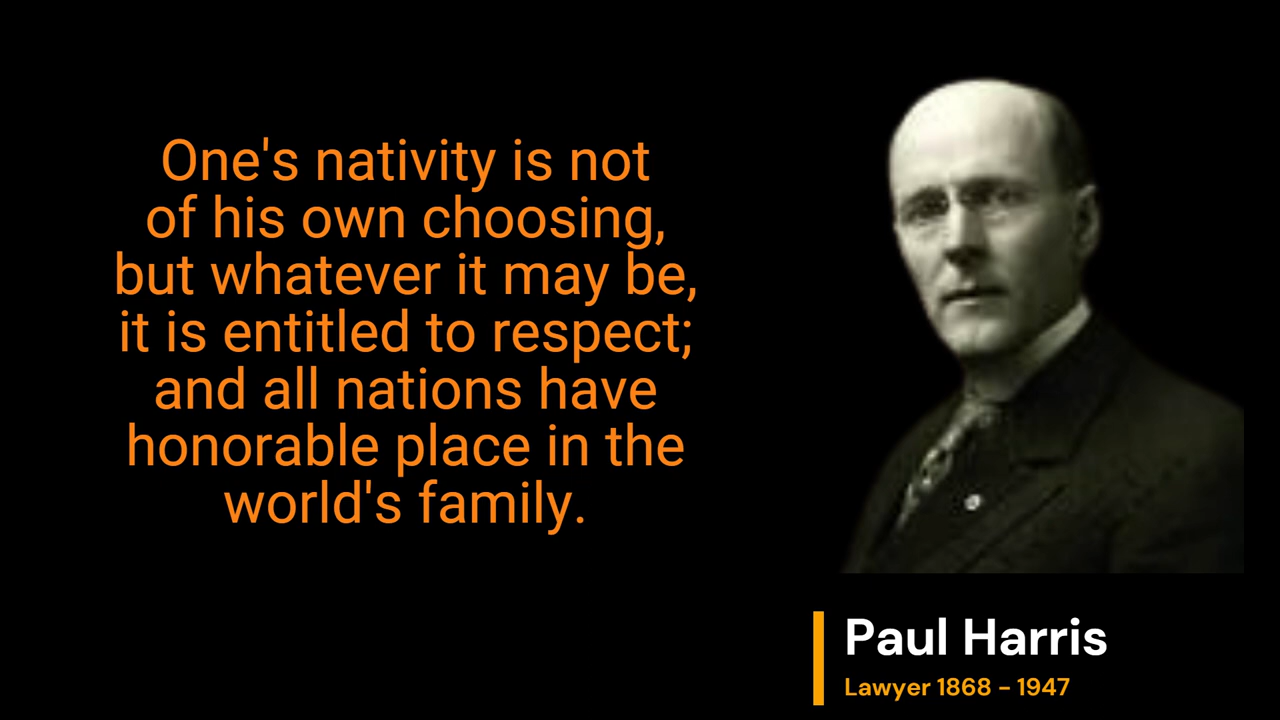 One's nativity is not
of his own choosing,
but whatever it may be,
it is entitled to respect;
and all nations have
honorable place in the
world's family.
Paul Harris
Lawyer 1868 - 1947